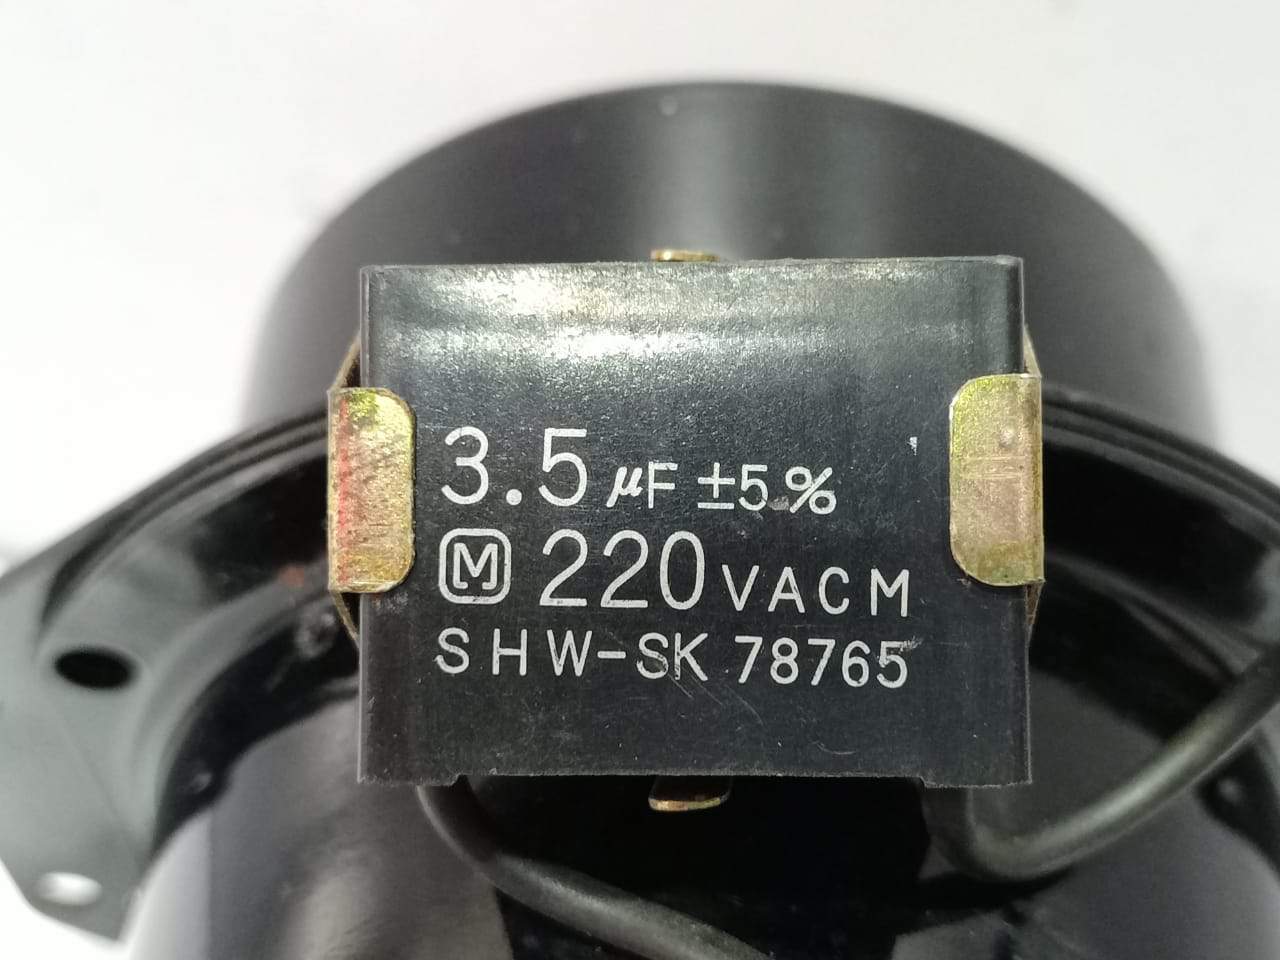 3.5 μF ±5%
M 220 VACM
SHW-SK 78765